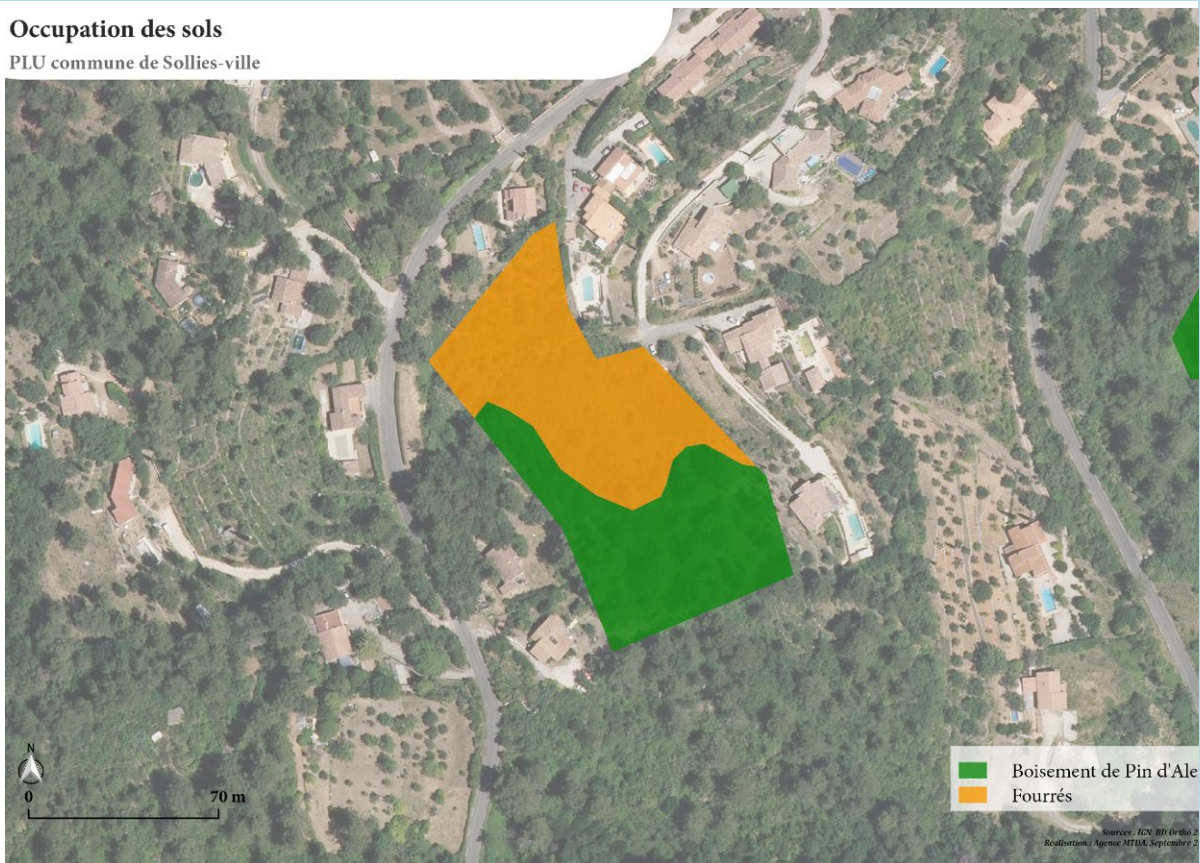 Occupation des sols
PLU commune de Sollies-ville
N
0 70 m
Boisement de Pin d'Ale
Fourrés
Sources : IGN BD Ortho 2
Réalisation : Agence MTDA, Septembre 2